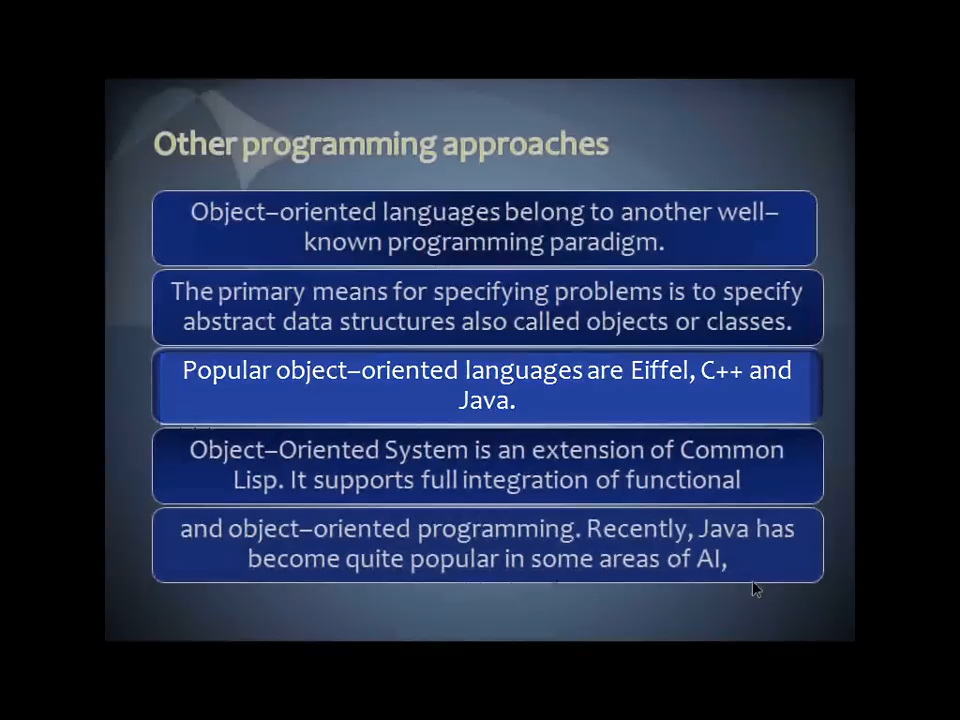 Other programming approaches
Object–oriented languages belong to another well–
known programming paradigm.
The primary means for specifying problems is to specify
abstract data structures also called objects or classes.
Popular object–oriented languages are Eiffel, C++ and
Java.
Object–Oriented System is an extension of Common
Lisp. It supports full integration of functional
and object–oriented programming. Recently, Java has
become quite popular in some areas of AI,